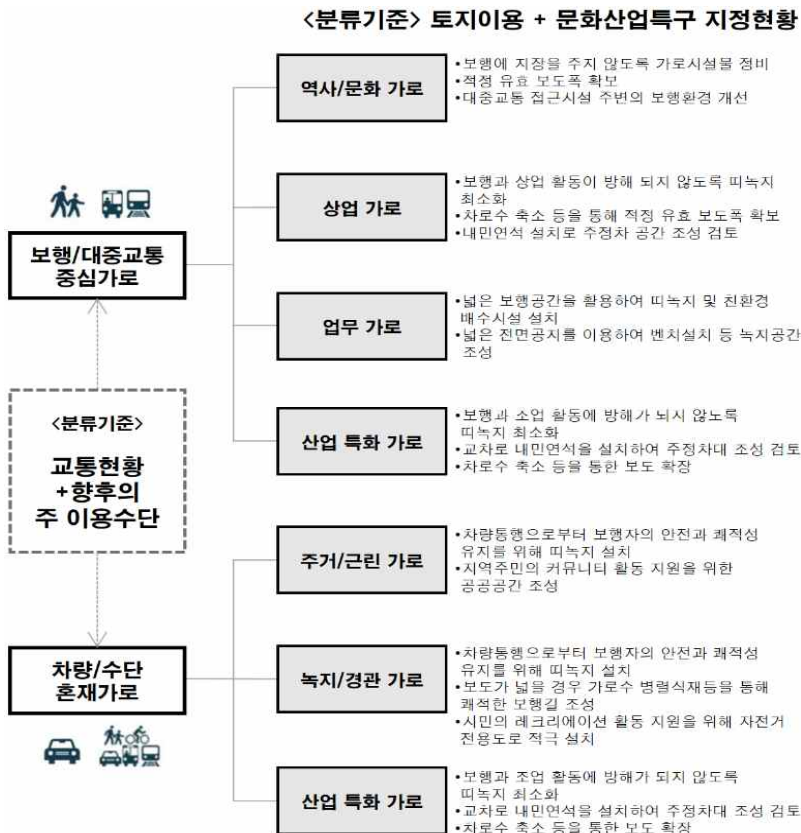 <분류기준> 토지이용 + 문화산업특구 지정현황
보행/대중교통
중심가로
<분류기준>
교통현황
+향후의
주 이용수단
차량/수단
혼재가로
역사/문화 가로
•보행에 지장을 주지 않도록 가로시설물 정비
•적정 유효 보도폭 확보
•대중교통 접근시설 주변의 보행환경 개선
상업 가로
•보행과 상업 활동이 방해 되지 않도록 띠녹지
최소화
•차로수 축소 등을 통해 적정 유효 보도폭 확보
•내민연석 설치로 주정차 공간 조성 검토
업무 가로
•넓은 보행공간을 활용하여 띠녹지 및 친환경
배수시설 설치
•넓은 전면공지를 이용하여 벤치설치 등 녹지공간
조성
산업 특화 가로
•보행과 소업 활동에 방해가 되시 않노록
띠녹지 최소화
•교차로 내민연석을 설치하여 주정차대 조성 검토
•차로수 축소 등을 통한 보도 확장
주거/근린 가로
•차량통행으로부터 보행자의 안전과 쾌적성
유지를 위해 띠녹지 설치
•지역주민의 커뮤니티 활동 지원을 위한
공공공간 조성
녹지/경관 가로
•차량통행으로부터 보행자의 안전과 쾌적성
유지를 위해 띠녹지 설치
•보도가 넓을 경우 가로수 병렬식재등을 통해
쾌적한 보행길 조성
•시민의 레크리에이션 활동 지원을 위해 자전거
전용도로 적극 설치
산업 특화 가로
•보행과 조업 활동에 방해가 되지 않도록
띠녹지 최소화
•교차로 내민연석을 설치하여 주정차대 조성 검토
•차로수 축소 등을 통한 보도 확장